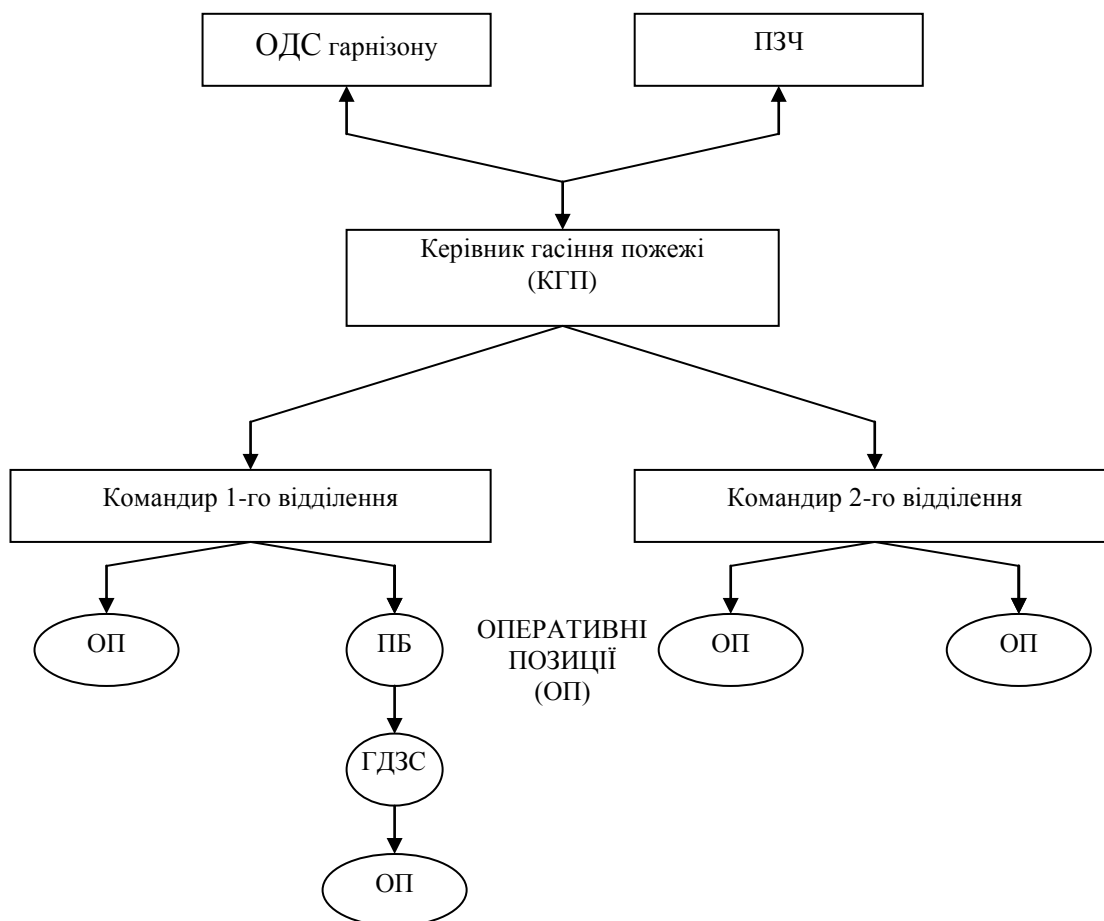 ОДС гарнізону
ПЗЧ
Керівник гасіння пожежі
(КГП)
Командир 1-го відділення
Командир 2-го відділення
ОП
ПБ
ОПЕРАТИВНІ
ПОЗИЦІЇ
(ОП)
ОП
ОП
ГДЗС
ОП